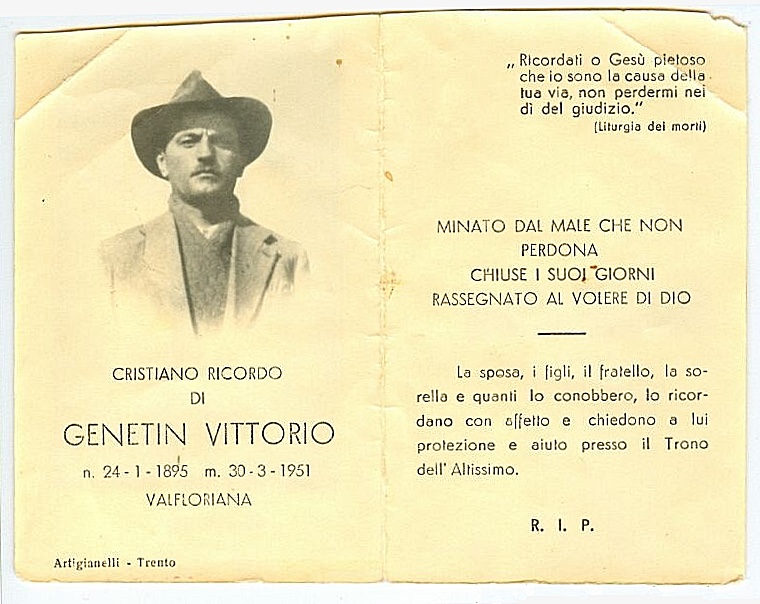 CRISTIANO RICORDO
DI
GENETIN VITTORIO
n. 24-1-1895 m. 30-3-1951
VALFLORIANA
Artigianelli - Trento
„Ricordati o Gesù pietoso
che io sono la causa della
tua via, non perdermi nei
dì del giudizio."
(Liturgia dei morti)
MINATO DAL MALE CHE NON
PERDONA
CHIUSE I SUOI GIORNI
RASSEGNATO AL VOLERE DI DIO
La sposa, i figli, il fratello, la so-
rella e quanti lo conobbero, lo ricor-
dano con affetto e chiedono a lui
protezione e aiuto presso il Trono
dell'Altissimo.
R. I. P.